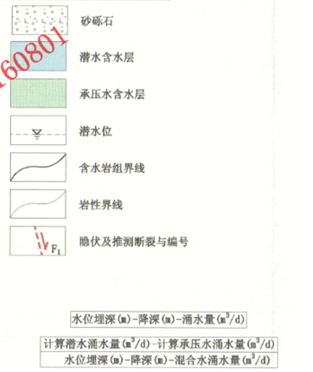 砂砾石
160801
潜水含水层
承压水含水层
潜水位
含水岩组界线
岩性界线
F1
隐伏及推测断裂与编号
水位埋深(m)-降深(m)-涌水量(m³/d)
计算潜水涌水量(m³/d)-计算承压水涌水量(m³/d)
水位埋深(m)-降深(m)-混合水涌水量(m³/d)